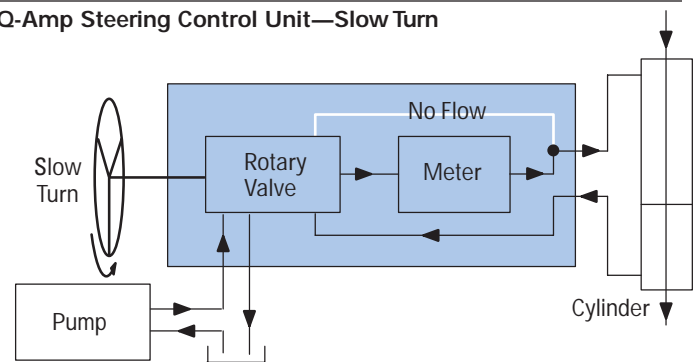 Q-Amp Steering Control Unit—Slow Turn
No Flow
Slow
Turn
Rotary
Valve
Meter
Pump
Cylinder